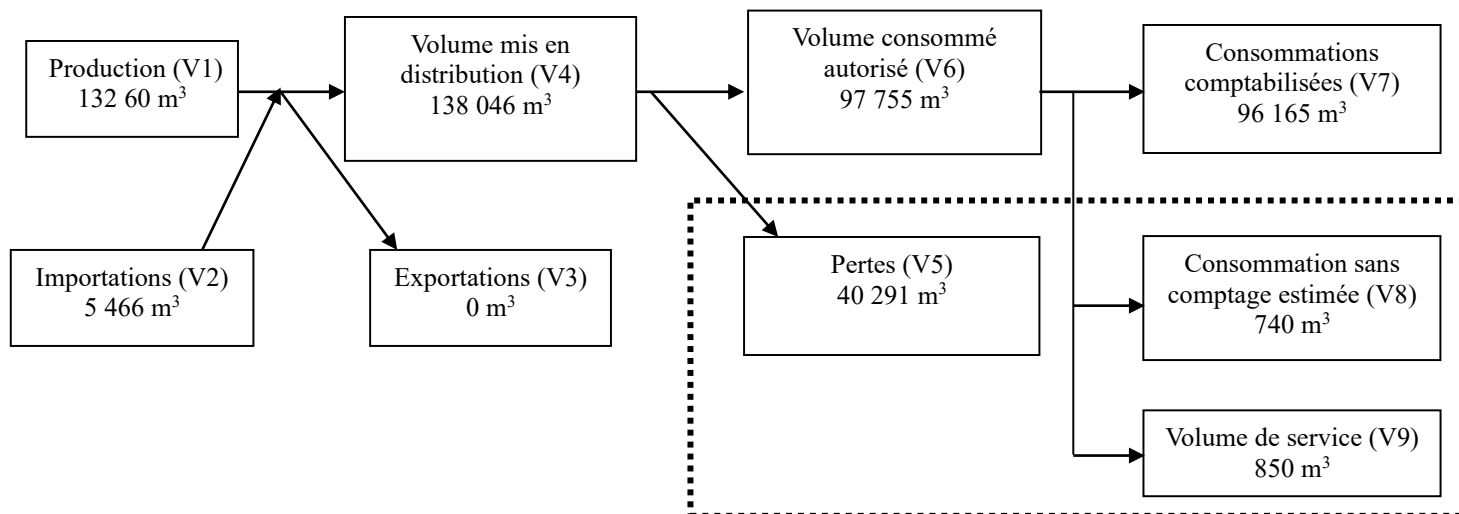 Production (V1)
132 60 m³
Volume mis en
distribution (V4)
138 046 m³
Volume consommé
autorisé (V6)
97 755 m³
Consommations
comptabilisées (V7)
96 165 m³
Importations (V2)
5 466 m³
Exportations (V3)
0 m³
Pertes (V5)
40 291 m³
Consommation sans
comptage estimée (V8)
740 m³
Volume de service (V9)
850 m³